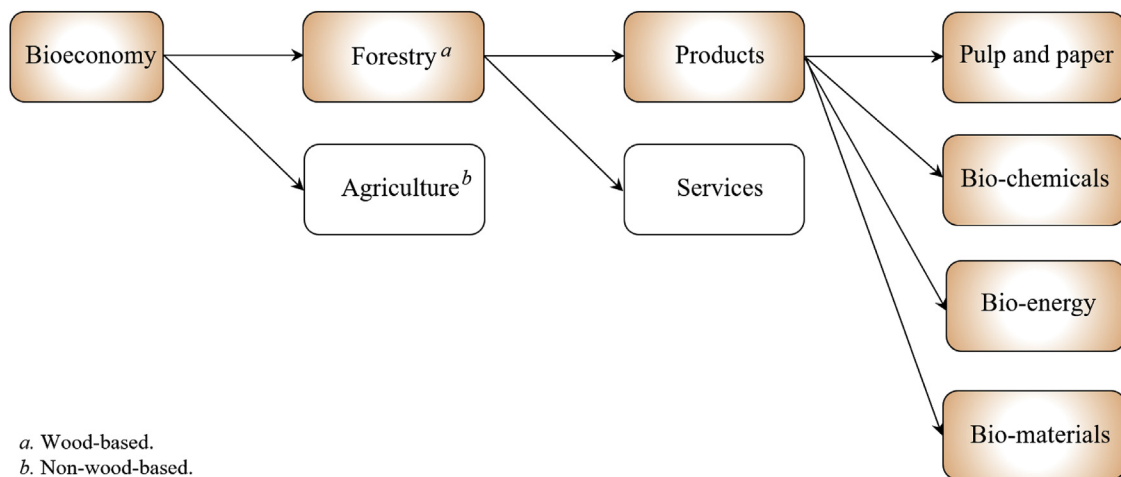 Bioeconomy
Forestry a
Products
Pulp and paper
Agriculture b
Services
Bio-chemicals
Bio-energy
Bio-materials
a. Wood-based.
b. Non-wood-based.